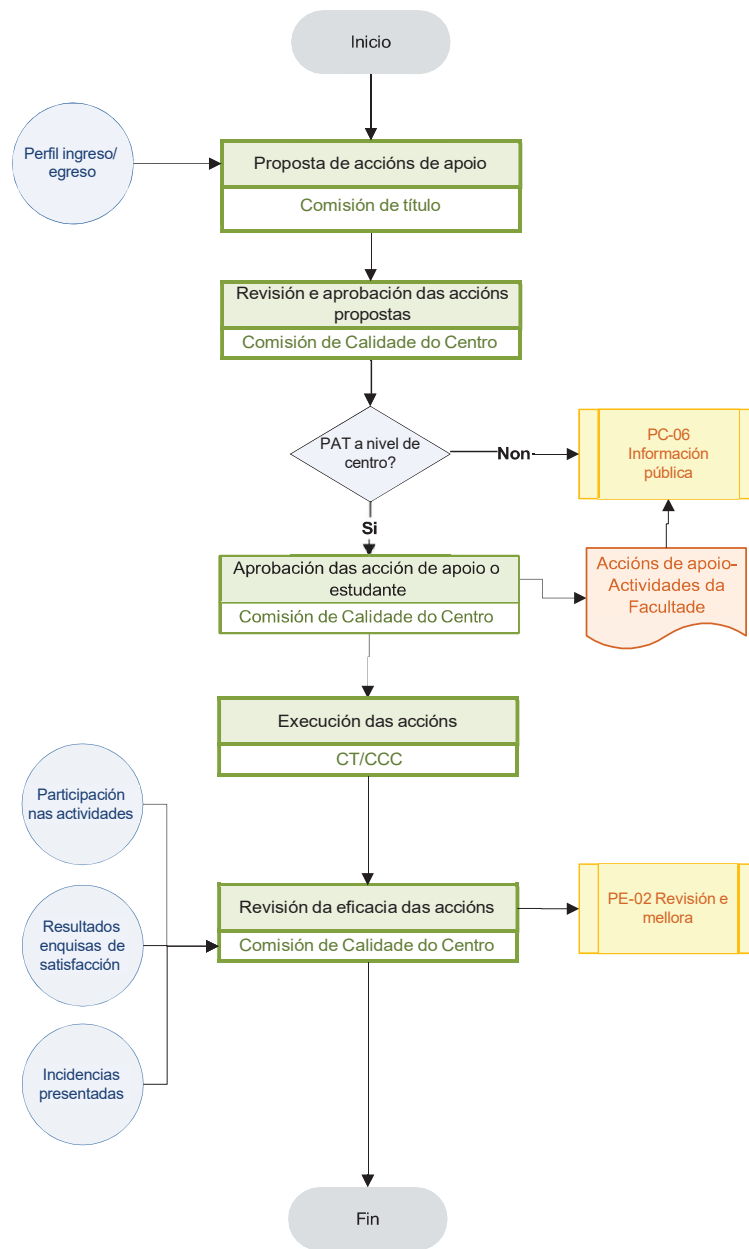 Inicio
Perfil ingreso/
egreso
Proposta de accións de apoio
Comisión de título
Revisión e aprobación das accións
propostas
Comisión de Calidade do Centro
PAT a nivel de
centro?
Non
PC-06
Información
pública
Si
Aprobación das acción de apoio o
estudante
Comisión de Calidade do Centro
Accións de apoio-
Actividades da
Facultade
Execución das accións
CT/CCC
Participación
nas actividades
Revisión da eficacia das accións
Comisión de Calidade do Centro
PE-02 Revisión e
mellora
Resultados
enquisas de
satisfacción
Incidencias
presentadas
Fin